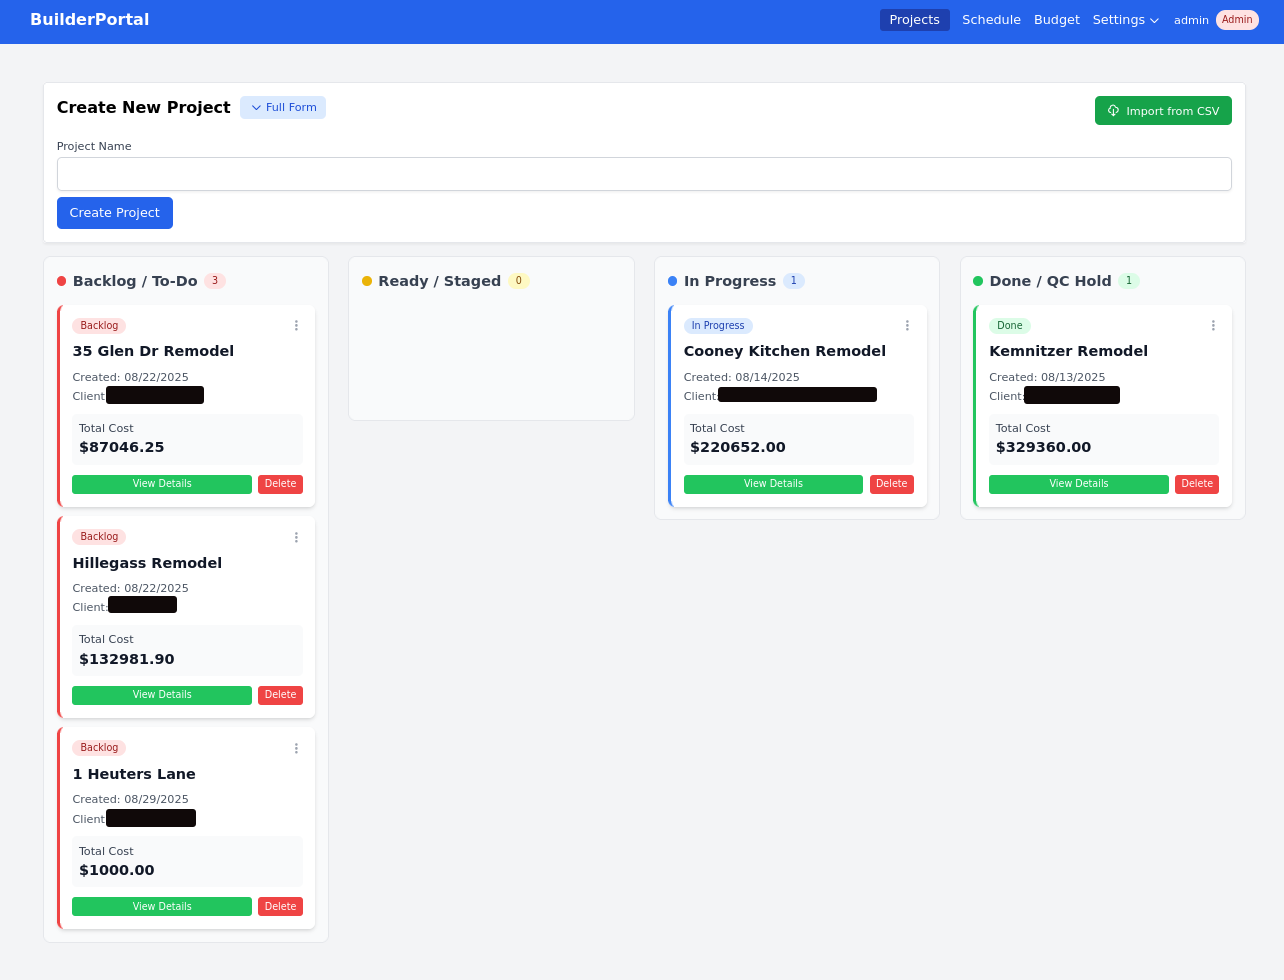 BuilderPortal
Projects Schedule Budget Settings admin Admin
Create New Project Full Form Import from CSV
Project Name
Create Project
Backlog / To-Do 3
Backlog
35 Glen Dr Remodel
Created: 08/22/2025
Client
Total Cost
$87046.25
View Details Delete
Backlog
Hillegass Remodel
Created: 08/22/2025
Client:
Total Cost
$132981.90
View Details Delete
Backlog
1 Heuters Lane
Created: 08/29/2025
Client
Total Cost
$1000.00
View Details Delete
Ready / Staged 0
In Progress 1
In Progress
Cooney Kitchen Remodel
Created: 08/14/2025
Client:
Total Cost
$220652.00
View Details Delete
Done / QC Hold 1
Done
Kemnitzer Remodel
Created: 08/13/2025
Client:
Total Cost
$329360.00
View Details Delete